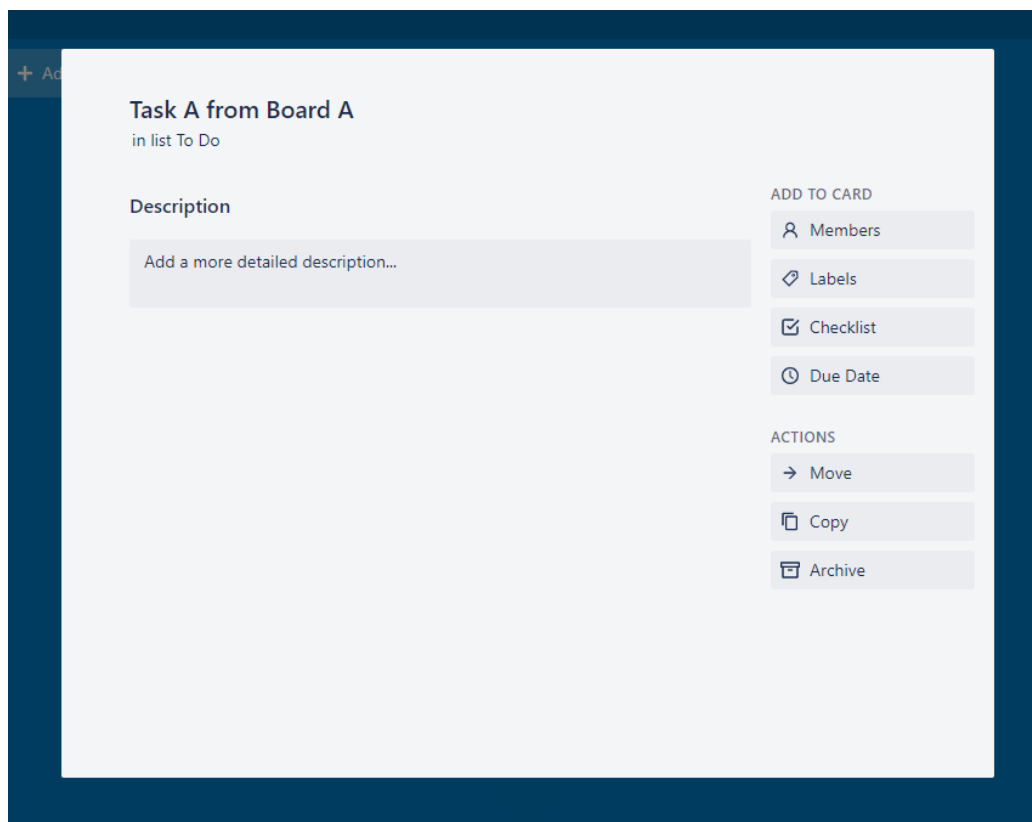 + Ad
Task A from Board A
in list To Do
Description
Add a more detailed description...
ADD TO CARD
Members
Labels
Checklist
Due Date
ACTIONS
Move
Copy
Archive